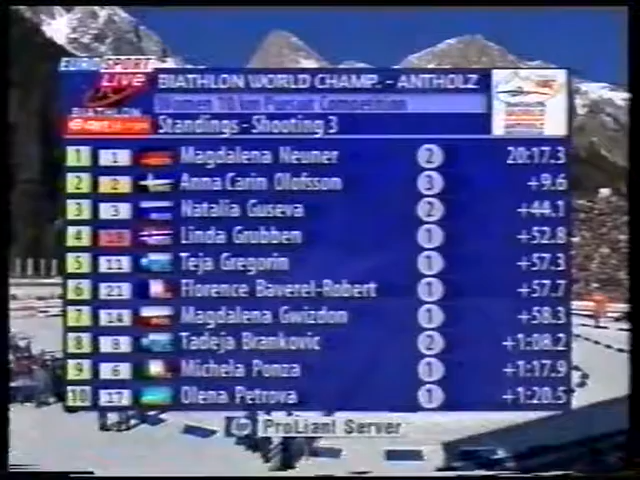 EUROSPORT
LIVE
BIATHLON
BIATHLON WORLD CHAMP. - ANTHOLZ
Women 10 km Pursuit Competition
Standings - Shooting 3
1 1 Magdalena Neuner 2 20:17.3
2 2 Anna Carin Olofsson 3 +9.6
3 3 Natalia Guseva 2 +44.1
4 Linda Grubben 1 +52.8
5 11 Teja Gregorin 1 +57.3
6 21 Florence Baverel-Robert 1 +57.7
7 14 Magdalena Gwizdon 1 +58.3
8 8 Tadeja Brankovic 2 +1:08.2
9 6 Michela Ponza 1 +1:17.9
10 17 Olena Petrova 1 +1:20.5
hp ProLiant Server